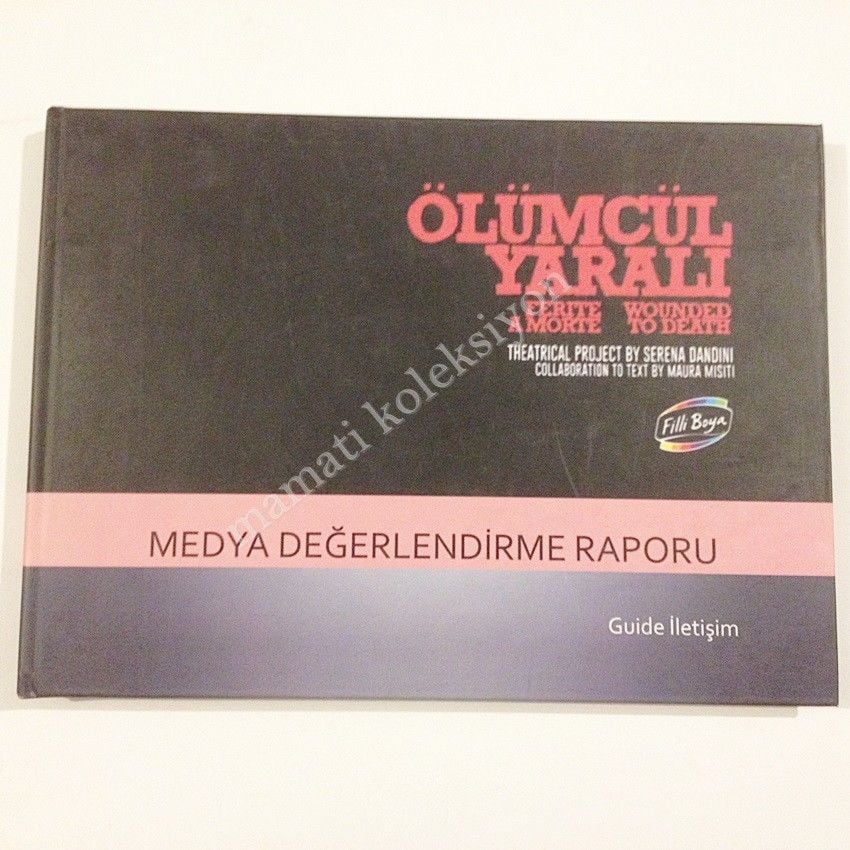 ÖLÜMCÜL
YARALI
FERITE WOUNDED
A MORTE TO DEATH
THEATRICAL PROJECT BY SERENA DANDINI
COLLABORATION TO TEXT BY MAURA MISITI
Filli Boya
MEDYA DEĞERLENDİRME RAPORU
Guide İletişim
mamati koleksiyon